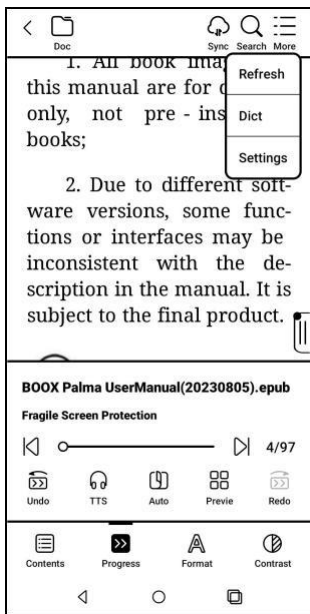 Doc
Sync Search More
Refresh
Dict
Settings
1. All book
this manual are for
only, not pre - ins
books;
2. Due to different soft-
ware versions, some func-
tions or interfaces may be
inconsistent with the de-
scription in the manual. It is
subject to the final product.
BOOX Palma UserManual(20230805).epub
Fragile Screen Protection
4/97
Undo TTS Auto Previe Redo
Contents Progress Format Contrast